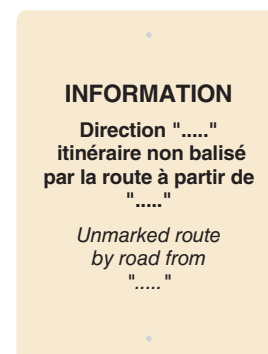 INFORMATION
Direction "....."
itinéraire non balisé
par la route à partir de
"....."
Unmarked route
by road from
"....."